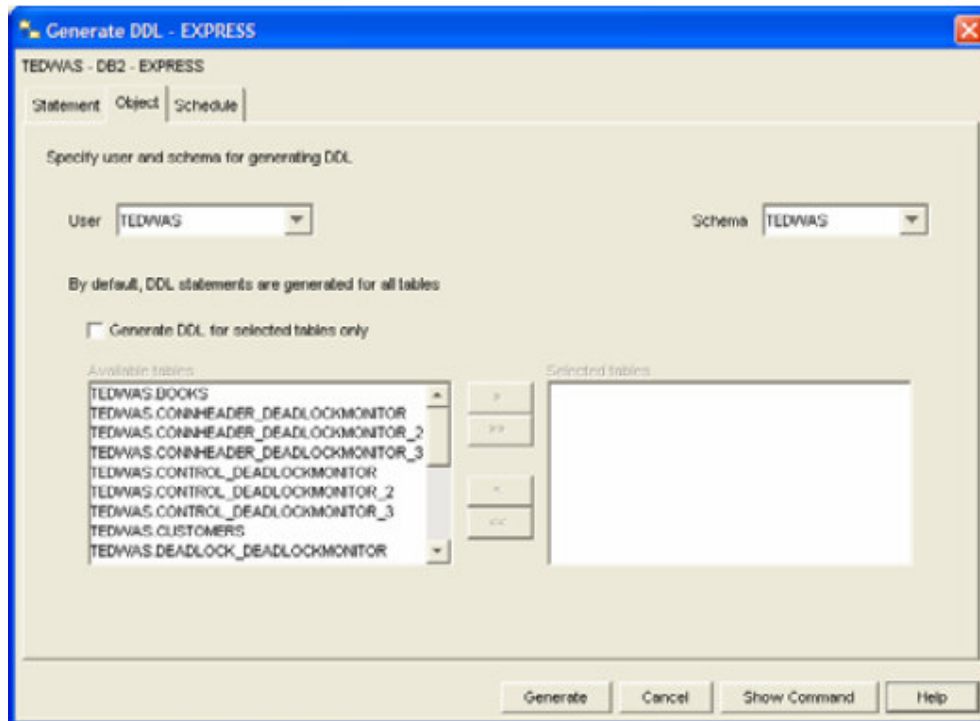 Generate DDL - EXPRESS
TEDWAS - DB2 - EXPRESS
Statement Object Schedule
Specify user and schema for generating DDL
User TEDWAS Schema TEDWAS
By default, DDL statements are generated for all tables
Generate DDL for selected tables only
Available tables Selected tables
TEDWAS.BOOKS
TEDWAS.CONNHEADER_DEADLOCKMONITOR >
TEDWAS.CONNHEADER_DEADLOCKMONITOR_2 >>
TEDWAS.CONNHEADER_DEADLOCKMONITOR_3
TEDWAS.CONTROL_DEADLOCKMONITOR
TEDWAS.CONTROL_DEADLOCKMONITOR_2 <
TEDWAS.CONTROL_DEADLOCKMONITOR_3 <<
TEDWAS.CUSTOMERS
TEDWAS.DEADLOCK_DEADLOCKMONITOR
Generate Cancel Show Command Help